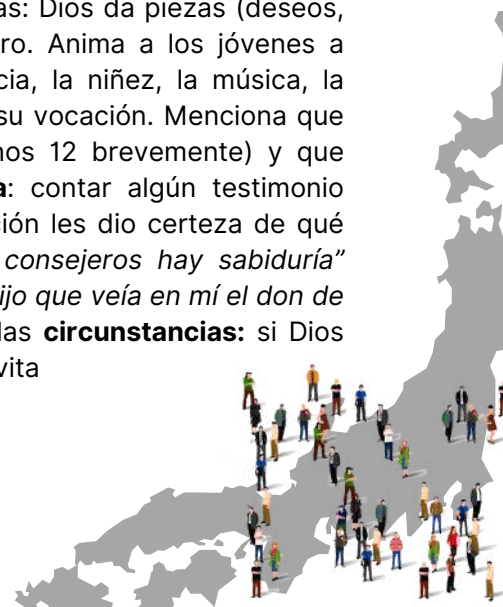 as: Dios da piezas (deseos,
ro. Anima a los jóvenes a
cia, la niñez, la música, la
su vocación. Menciona que
nos 12 brevemente) y que
a: contar algún testimonio
ción les dio certeza de qué
consejeros hay sabiduría”
ijo que veía en mí el don de
las circunstancias: si Dios
vita